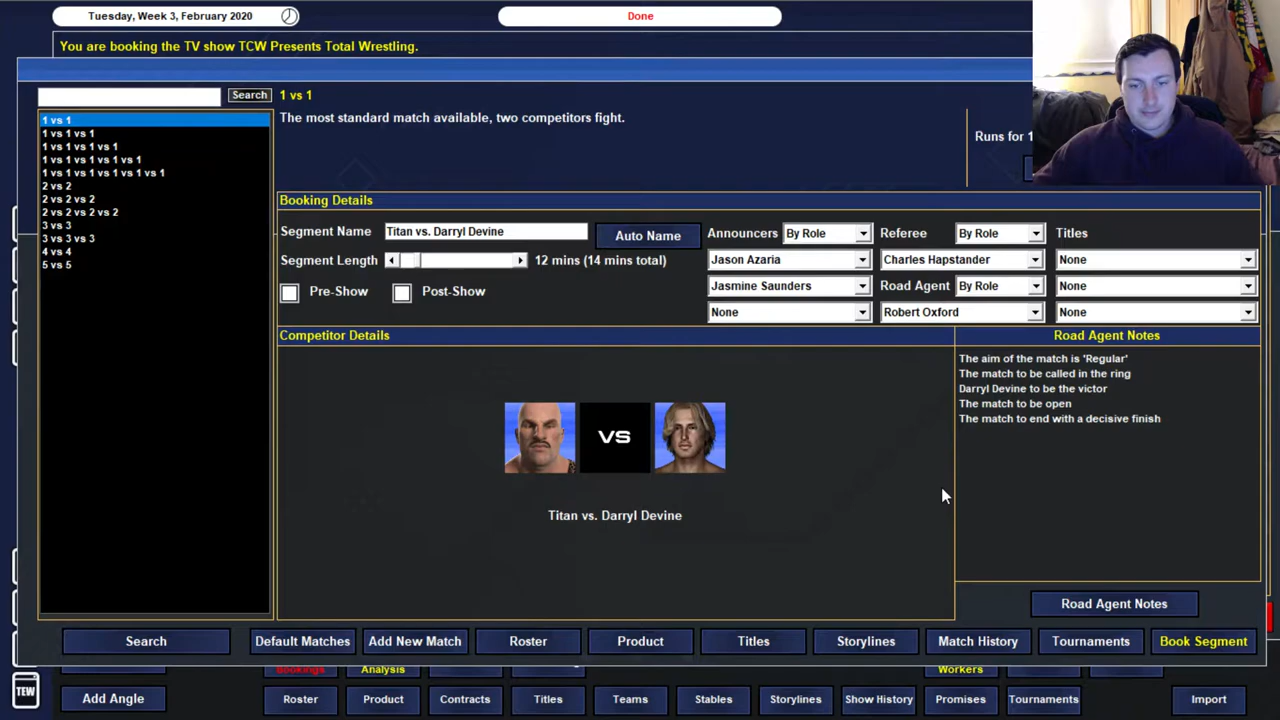 Tuesday, Week 3, February 2020
Done
You are booking the TV show TCW Presents Total Wrestling.
Search
1 vs 1
1 vs 1
The most standard match available, two competitors fight.
1 vs 1 vs 1
1 vs 1 vs 1 vs 1
1 vs 1 vs 1 vs 1 vs 1
1 vs 1 vs 1 vs 1 vs 1 vs 1
2 vs 2
2 vs 2 vs 2
2 vs 2 vs 2 vs 2
3 vs 3
3 vs 3 vs 3
4 vs 4
5 vs 5
Runs for 1
Booking Details
Segment Name Titan vs. Darryl Devine Auto Name Announcers By Role Referee By Role Titles
Segment Length 12 mins (14 mins total) Jason Azaria Charles Hapstander None
Pre-Show Post-Show Jasmine Saunders Road Agent By Role None
None Robert Oxford None
Competitor Details
VS
Titan vs. Darryl Devine
Road Agent Notes
The aim of the match is 'Regular'
The match to be called in the ring
Darryl Devine to be the victor
The match to be open
The match to end with a decisive finish
Road Agent Notes
Search Default Matches Add New Match Roster Product Titles Storylines Match History Tournaments Book Segment
Bookings Analysis Workers
TEW Add Angle Roster Product Contracts Titles Teams Stables Storylines Show History Promises Tournaments Import